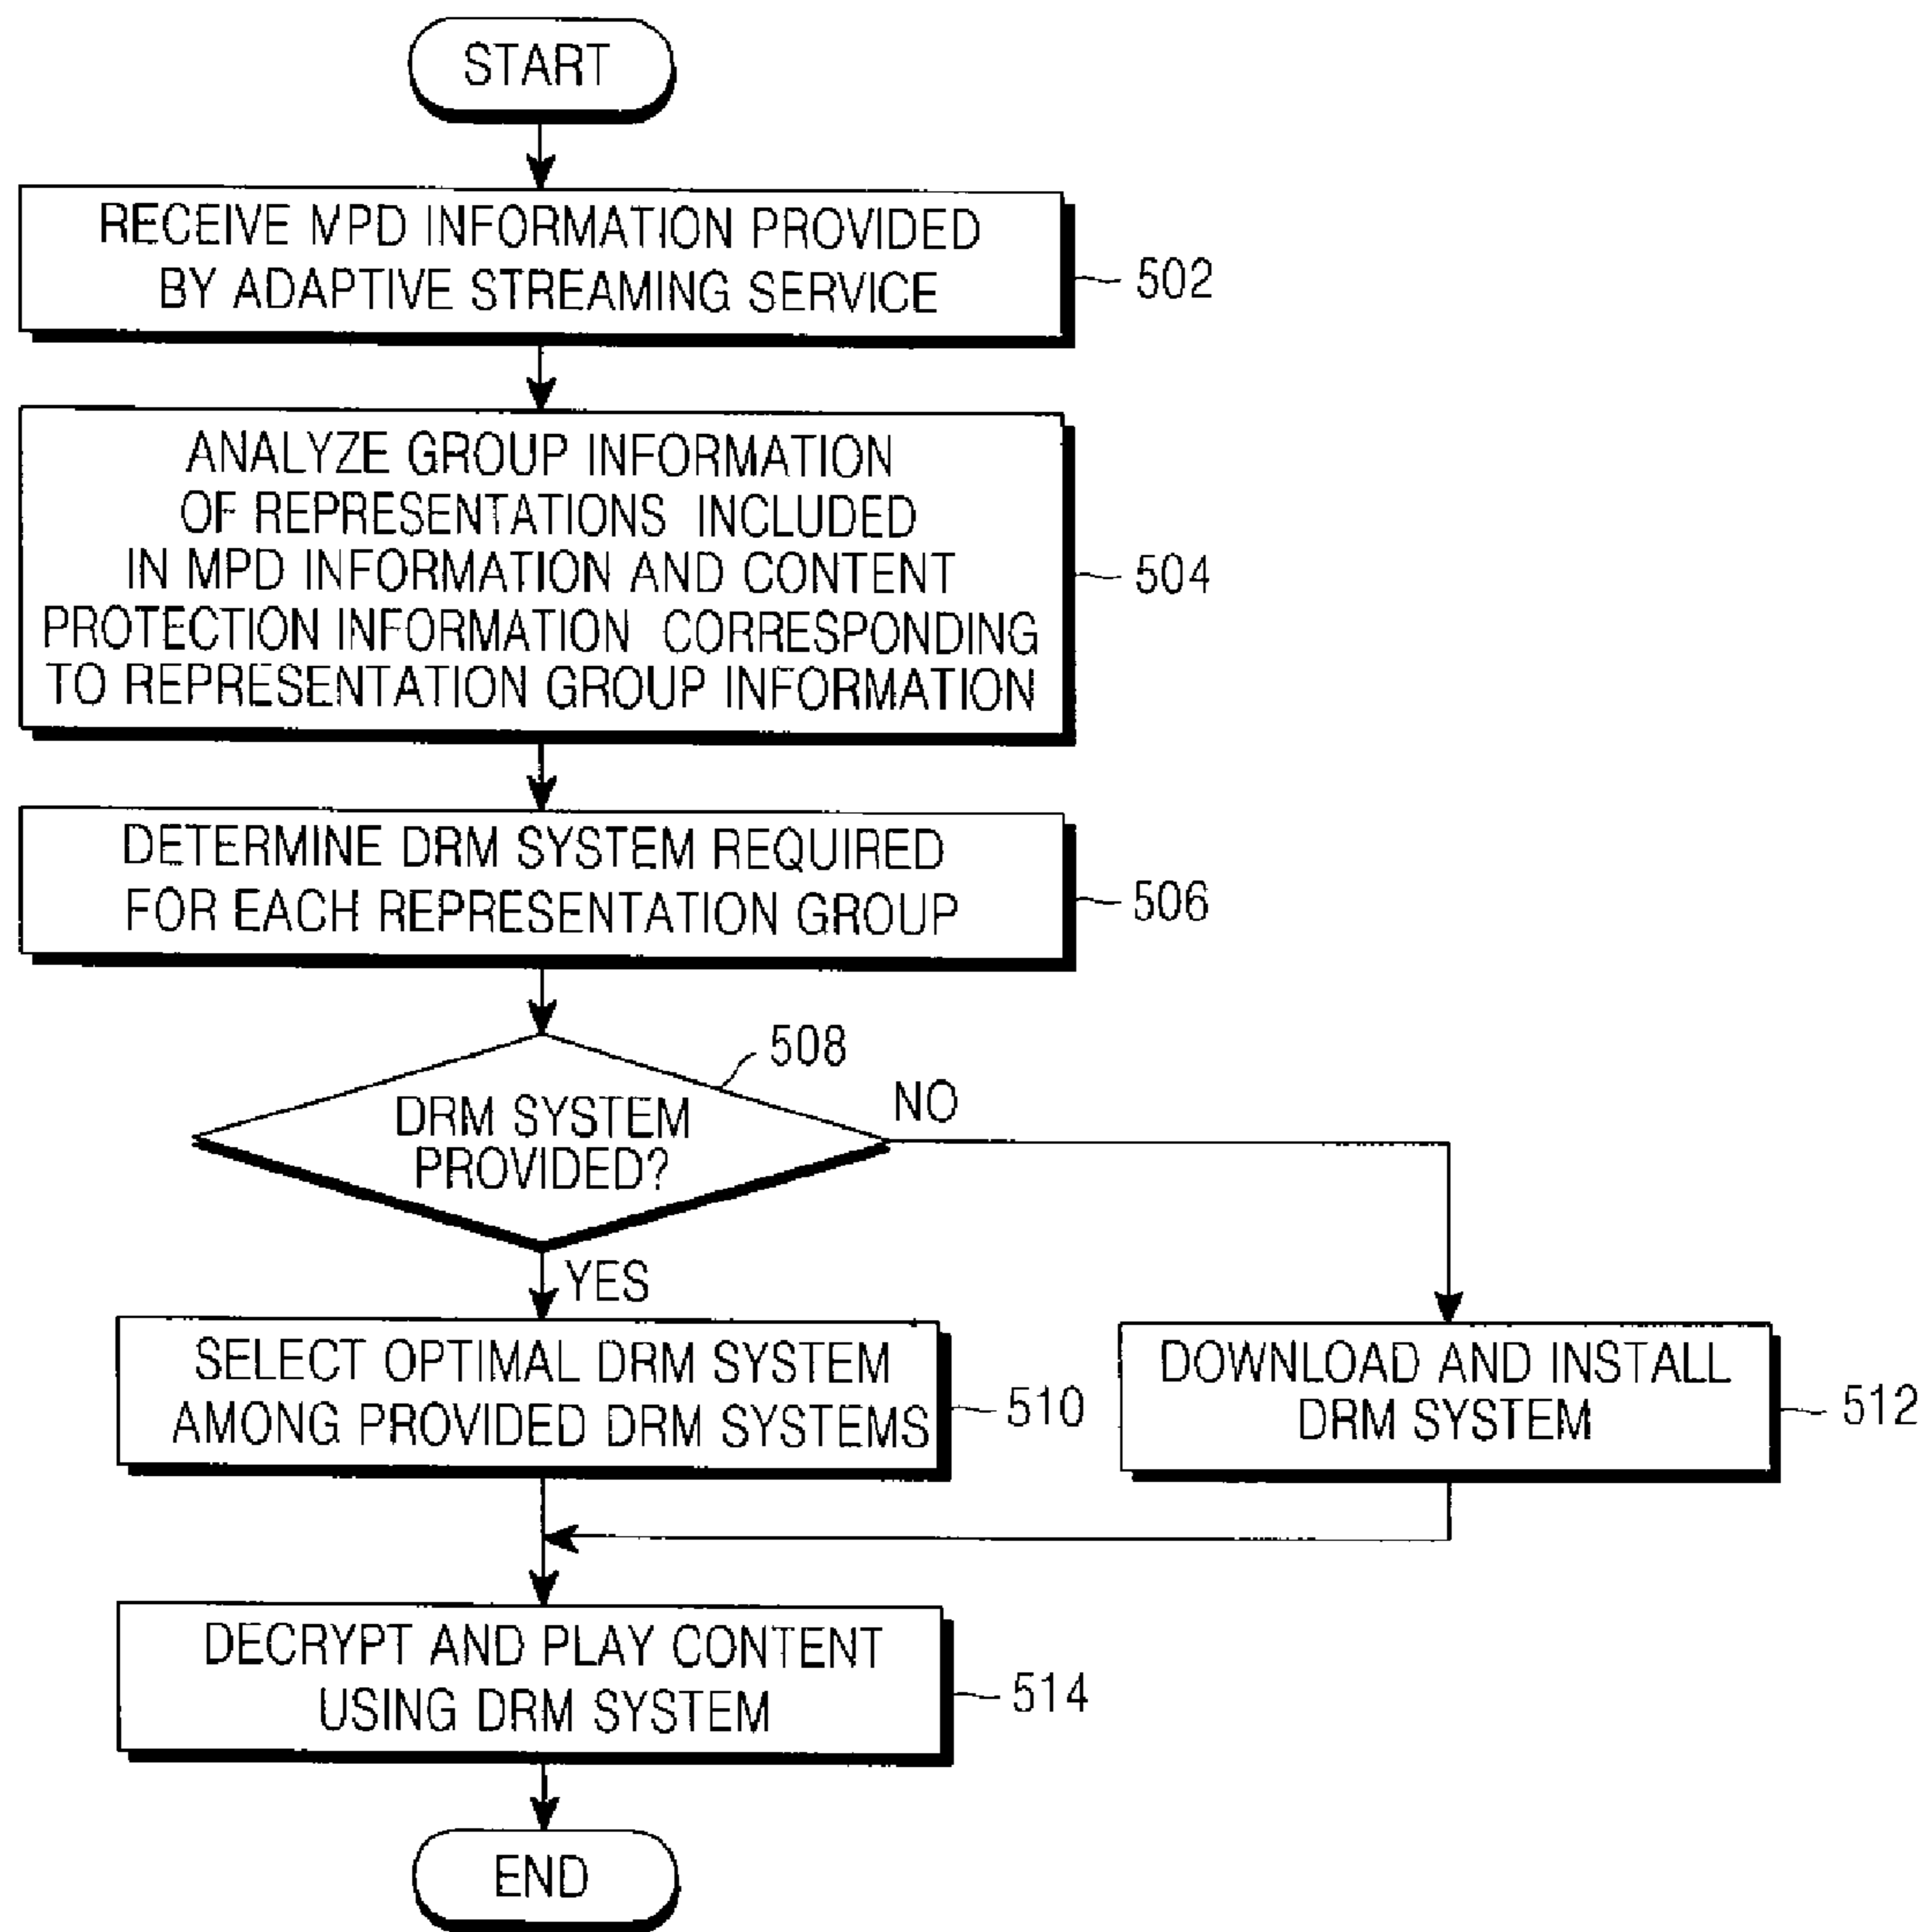 START
RECEIVE MPD INFORMATION PROVIDED
BY ADAPTIVE STREAMING SERVICE
502
ANALYZE GROUP INFORMATION
OF REPRESENTATIONS INCLUDED
IN MPD INFORMATION AND CONTENT
PROTECTION INFORMATION CORRESPONDING
TO REPRESENTATION GROUP INFORMATION
504
DETERMINE DRM SYSTEM REQUIRED
FOR EACH REPRESENTATION GROUP
506
508
DRM SYSTEM
PROVIDED?
NO
YES
SELECT OPTIMAL DRM SYSTEM
AMONG PROVIDED DRM SYSTEMS
510
DOWNLOAD AND INSTALL
DRM SYSTEM
512
DECRYPT AND PLAY CONTENT
USING DRM SYSTEM
514
END